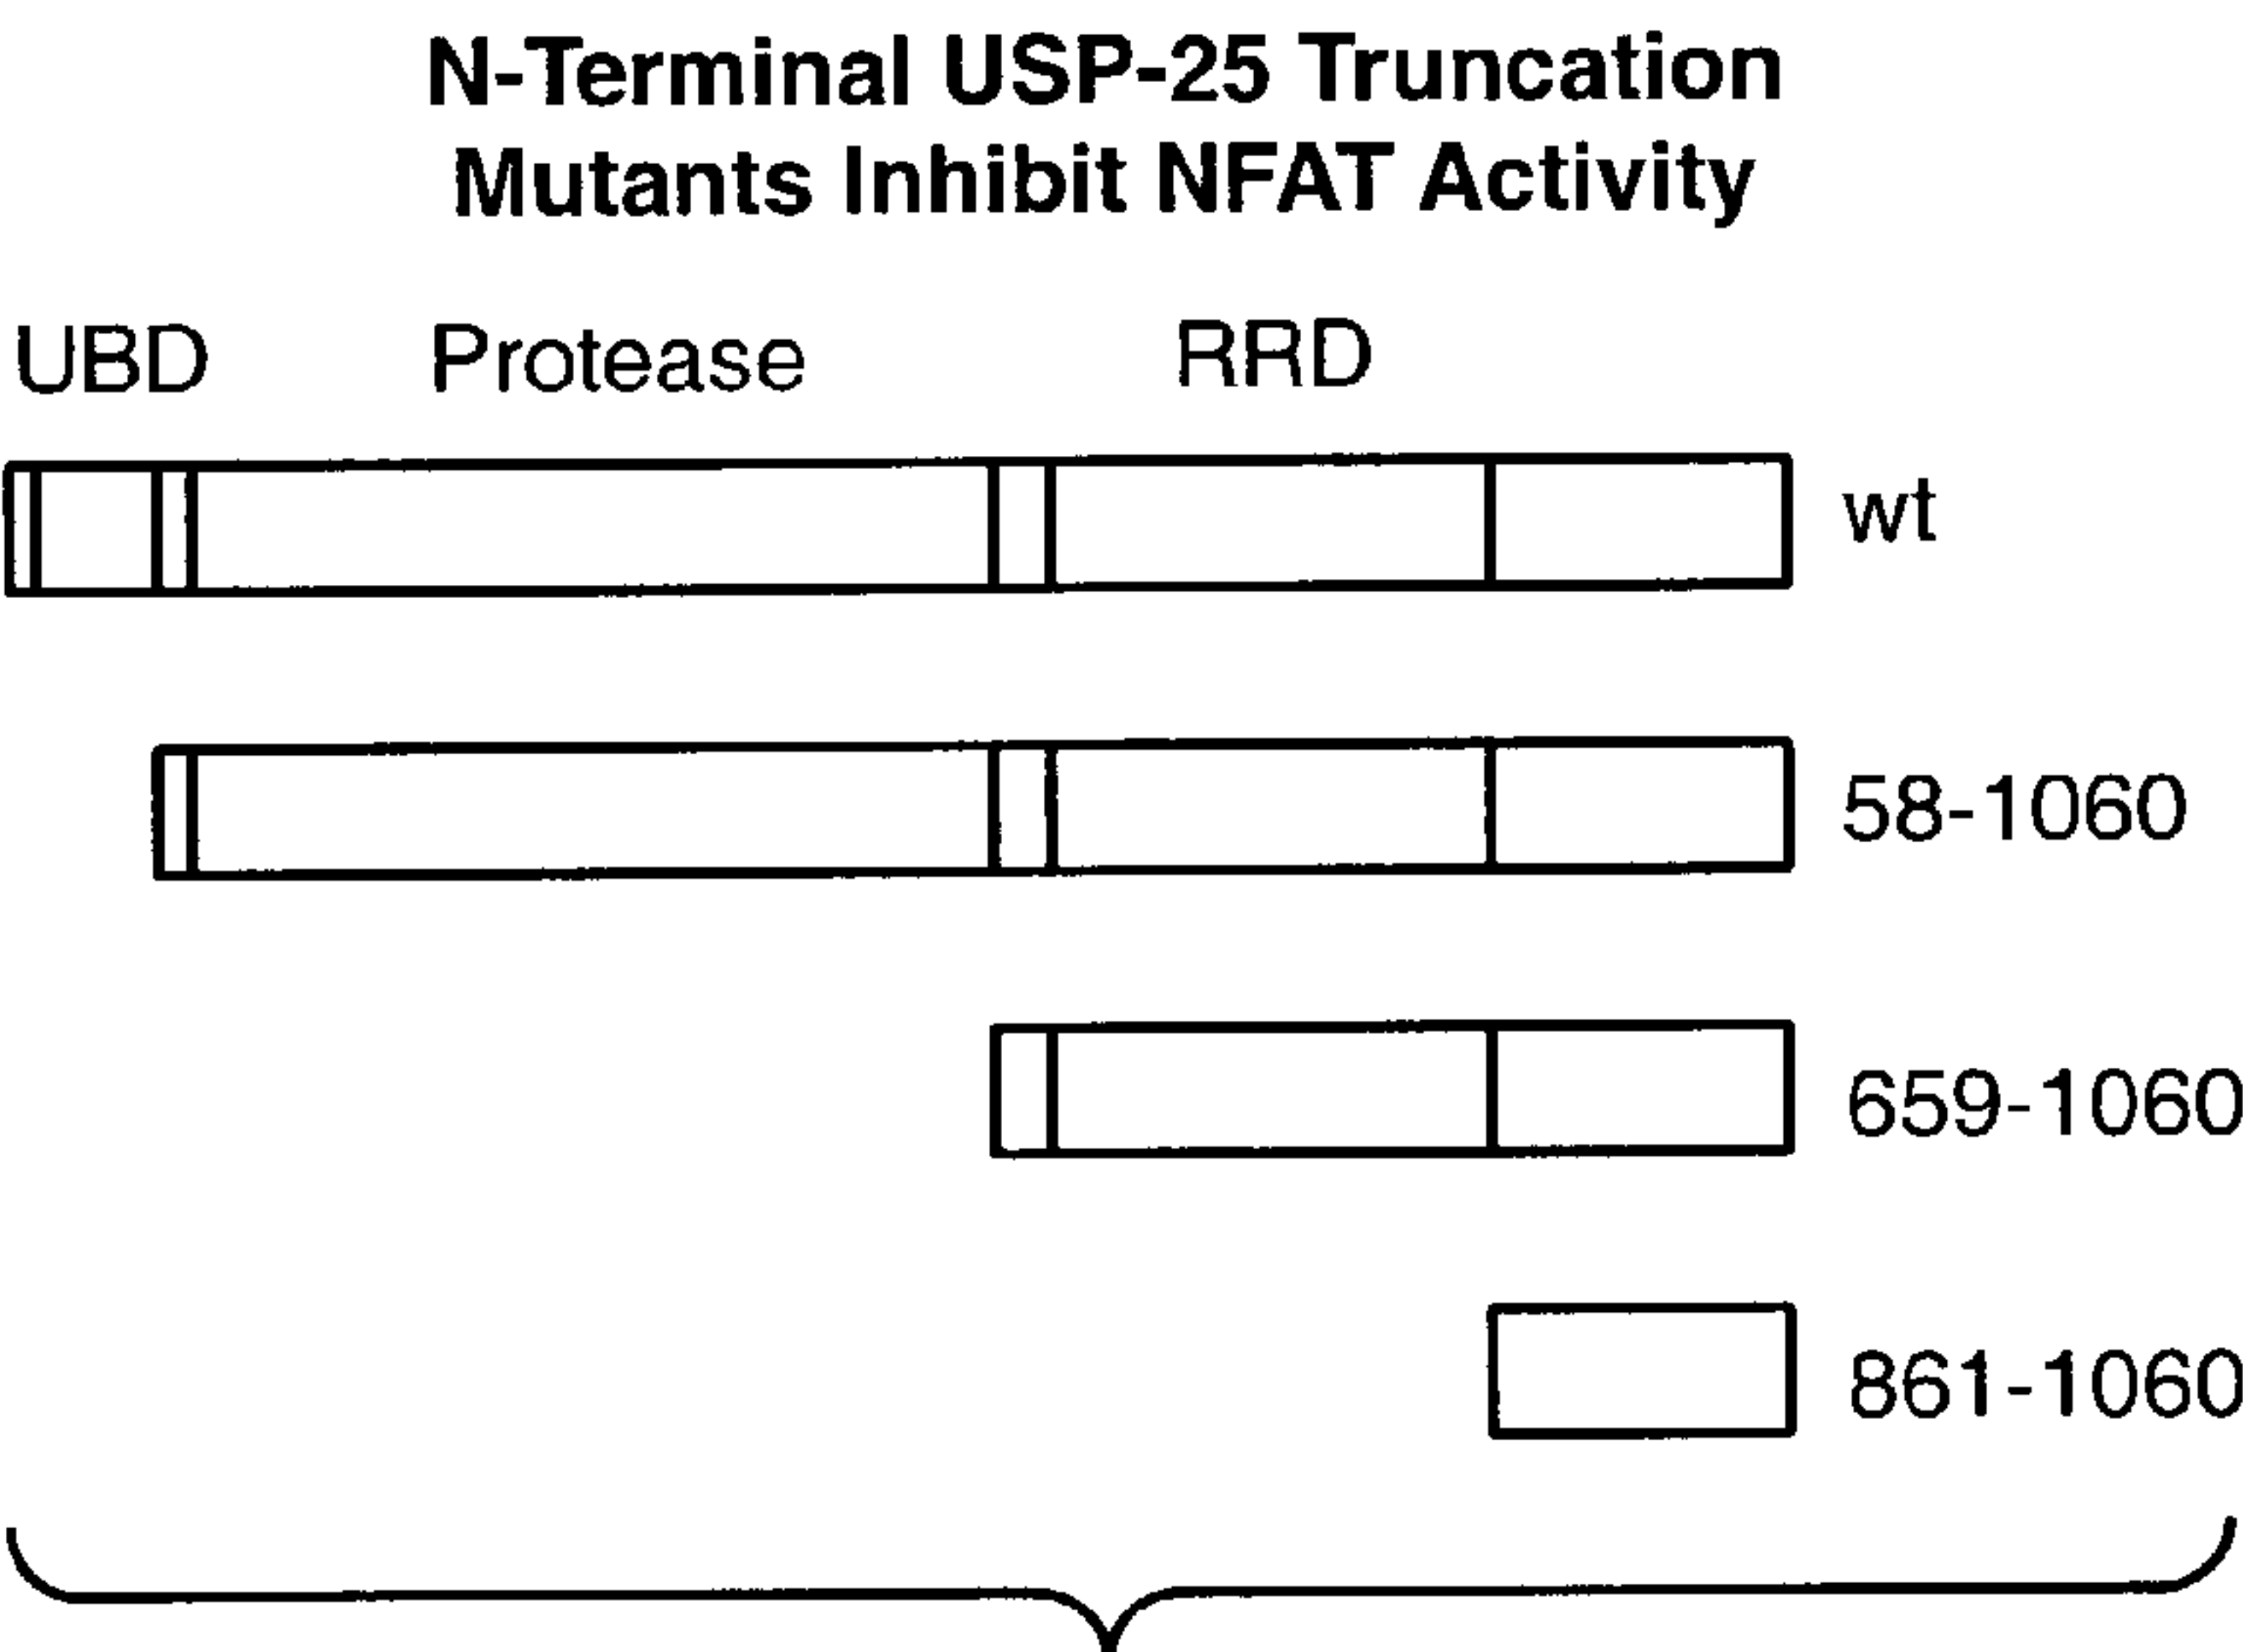 N-Terminal USP-25 Truncation
Mutants Inhibit NFAT Activity
UBD Protease RRD
wt
58-1060
659-1060
861-1060